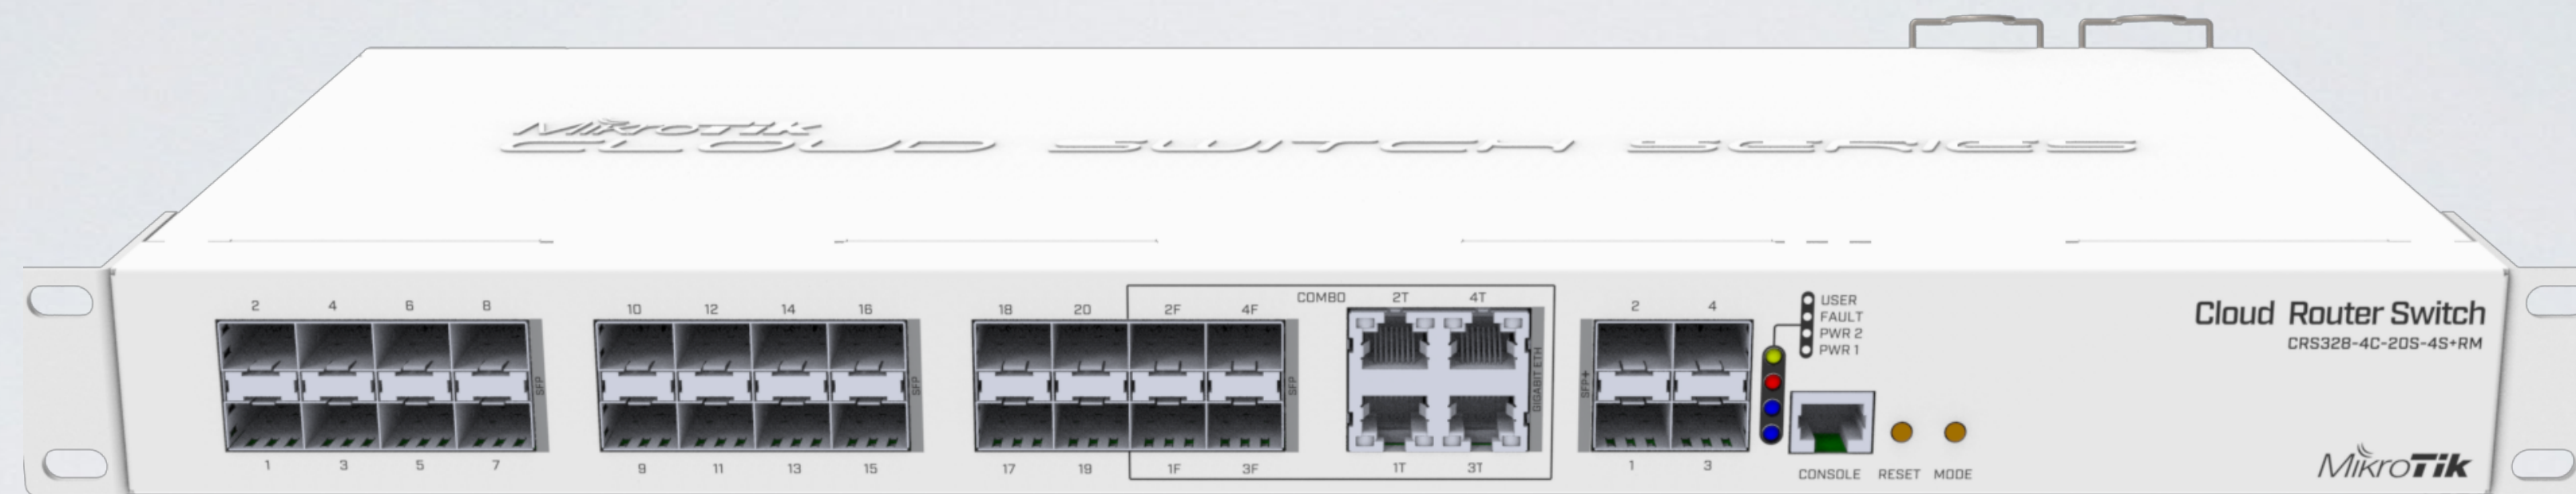 MikroTik
CLOUD SWITCH SERIES
2 4 6 8
SFP
1 3 5 7
10 12 14 16
SFP
9 11 13 15
18 20 2F 4F
SFP
17 19 1F 3F
COMBO 2T 4T
GIGABIT ETH
1T 3T
2 4
SFP+
1 3
USER
FAULT
PWR 2
PWR 1
CONSOLE RESET MODE
Cloud Router Switch
CRS328-4C-20S-4S+RM
MikroTik